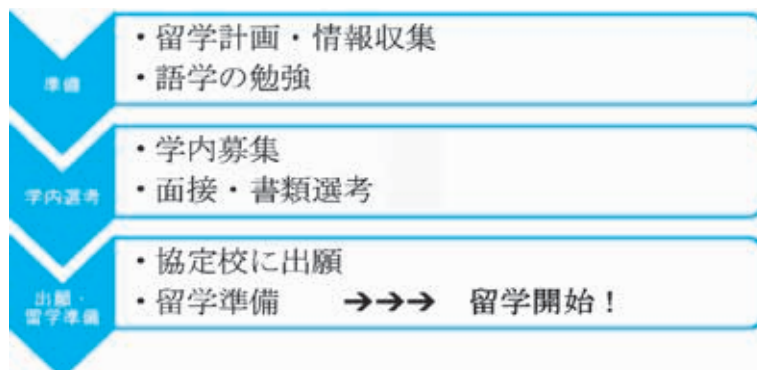 準備
・留学計画・情報収集
・語学の勉強
学内選考
・学内募集
・面接・書類選考
出願・
留学準備
・協定校に出願
・留学準備 →→→ 留学開始！